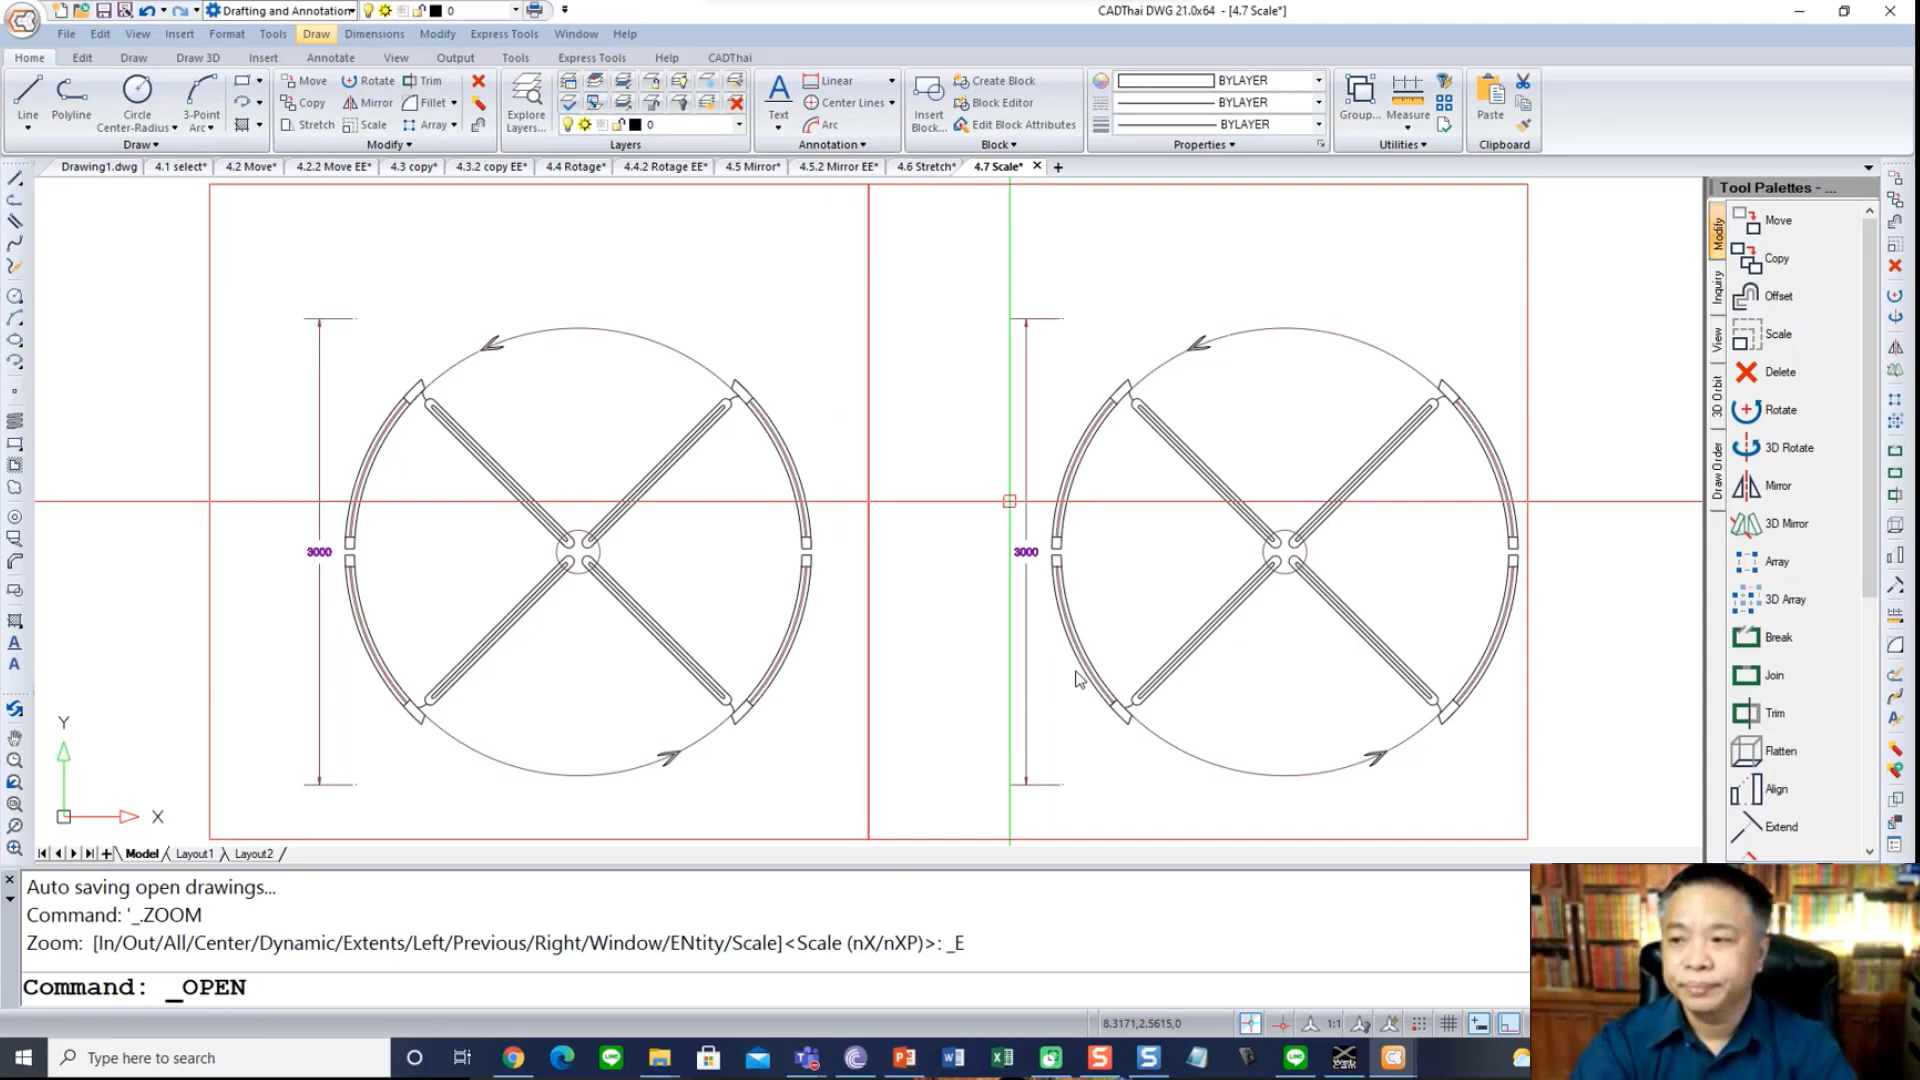 Drafting and Annotation
0
CADThai DWG 21.0x64 - [4.7 Scale*]
File Edit View Insert Format Tools Draw Dimensions Modify Express Tools Window Help
Home Edit Draw Draw 3D Insert Annotate View Output Tools Express Tools Help CADThai
Line
Polyline
Circle
Center-Radius
3-Point
Arc
Draw
Move Rotate Trim
Copy Mirror Fillet
Stretch Scale Array
Modify
Explore
Layers...
0
Layers
Text
Linear
Center Lines
Arc
Annotation
Insert
Block...
Create Block
Block Editor
Edit Block Attributes
Block
BYLAYER
BYLAYER
BYLAYER
Properties
Group...
Measure
Utilities
Paste
Clipboard
Drawing1.dwg 4.1 select* 4.2 Move* 4.2.2 Move EE* 4.3 copy* 4.3.2 copy EE* 4.4 Rotage* 4.4.2 Rotage EE* 4.5 Mirror* 4.5.2 Mirror EE* 4.6 Stretch* 4.7 Scale*
3000
3000
Y
X
Tool Palettes - ...
Modify
Inquiry
View
3D Orbit
Draw Order
Move
Copy
Offset
Scale
Delete
Rotate
3D Rotate
Mirror
3D Mirror
Array
3D Array
Break
Join
Trim
Flatten
Align
Extend
Model Layout1 Layout2
Auto saving open drawings...
Command: '_.ZOOM
Zoom: [In/Out/All/Center/Dynamic/Extents/Left/Previous/Right/Window/ENtity/Scale]<Scale (nX/nXP)>: _E
Command: _OPEN
8.3171,2.5615,0
1:1
Type here to search